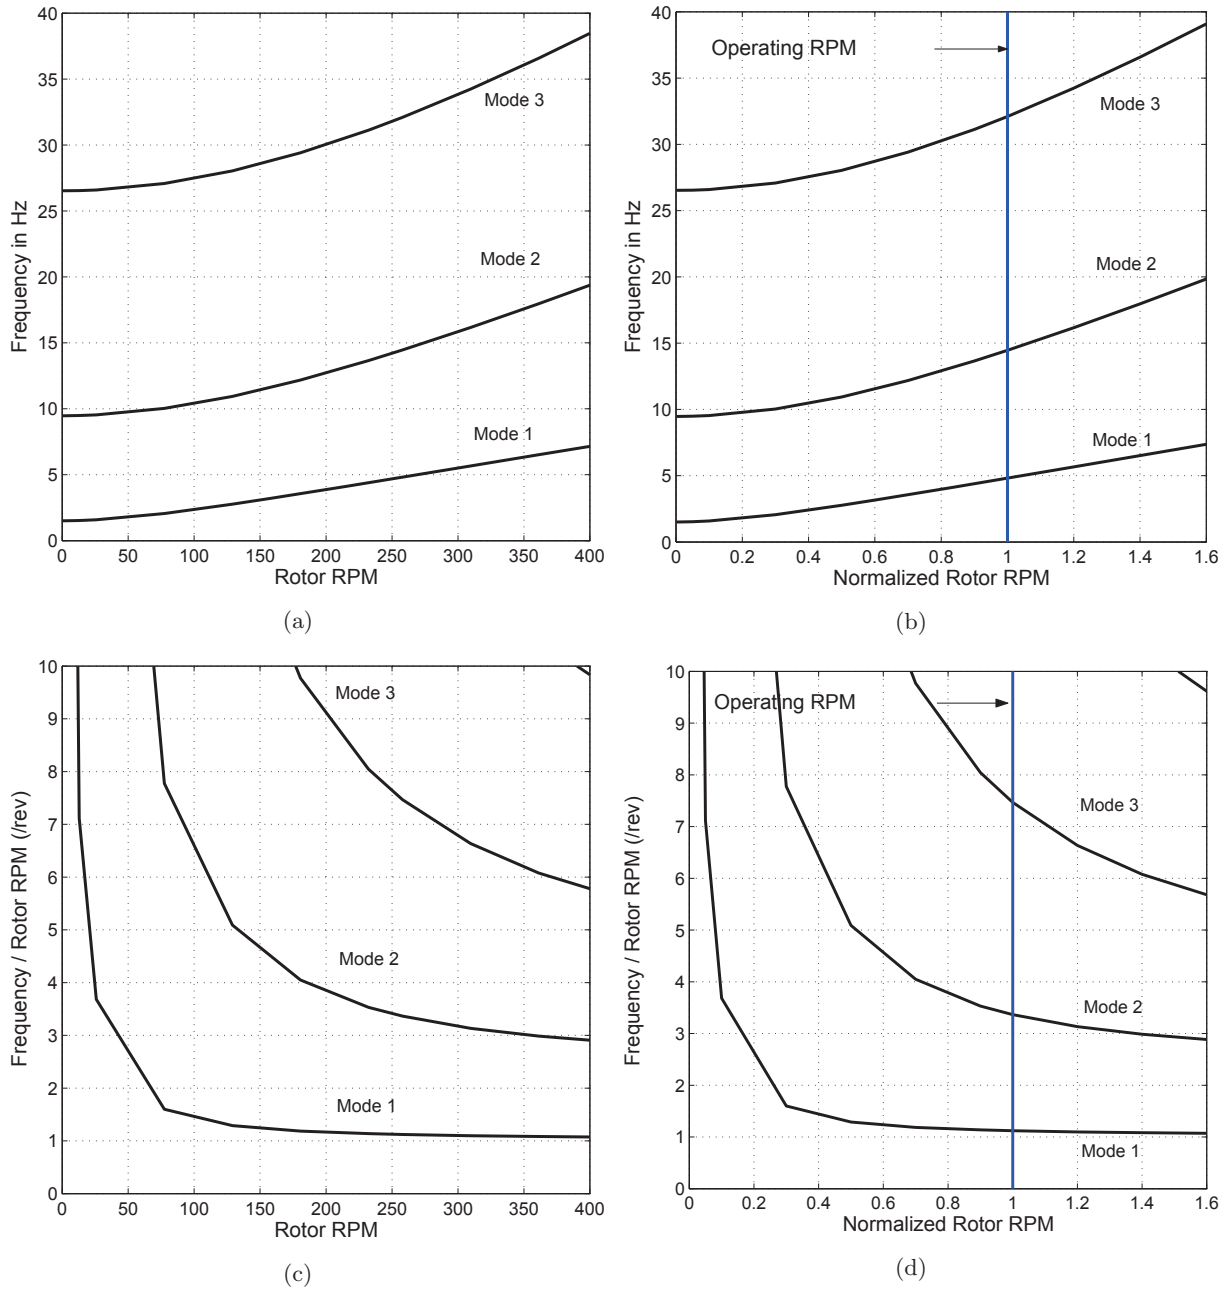 40
35
30
25
20
15
10
5
0
Frequency in Hz
Mode 3
Mode 2
Mode 1
0 50 100 150 200 250 300 350 400
Rotor RPM
(a)
40
35
30
25
20
15
10
5
0
Frequency in Hz
Operating RPM
Mode 3
Mode 2
Mode 1
0 0.2 0.4 0.6 0.8 1 1.2 1.4 1.6
Normalized Rotor RPM
(b)
10
9
8
7
6
5
4
3
2
1
0
Frequency / Rotor RPM (/rev)
Mode 3
Mode 2
Mode 1
0 50 100 150 200 250 300 350 400
Rotor RPM
(c)
10
9
8
7
6
5
4
3
2
1
0
Frequency / Rotor RPM (/rev)
Operating RPM
Mode 3
Mode 2
Mode 1
0 0.2 0.4 0.6 0.8 1 1.2 1.4 1.6
Normalized Rotor RPM
(d)